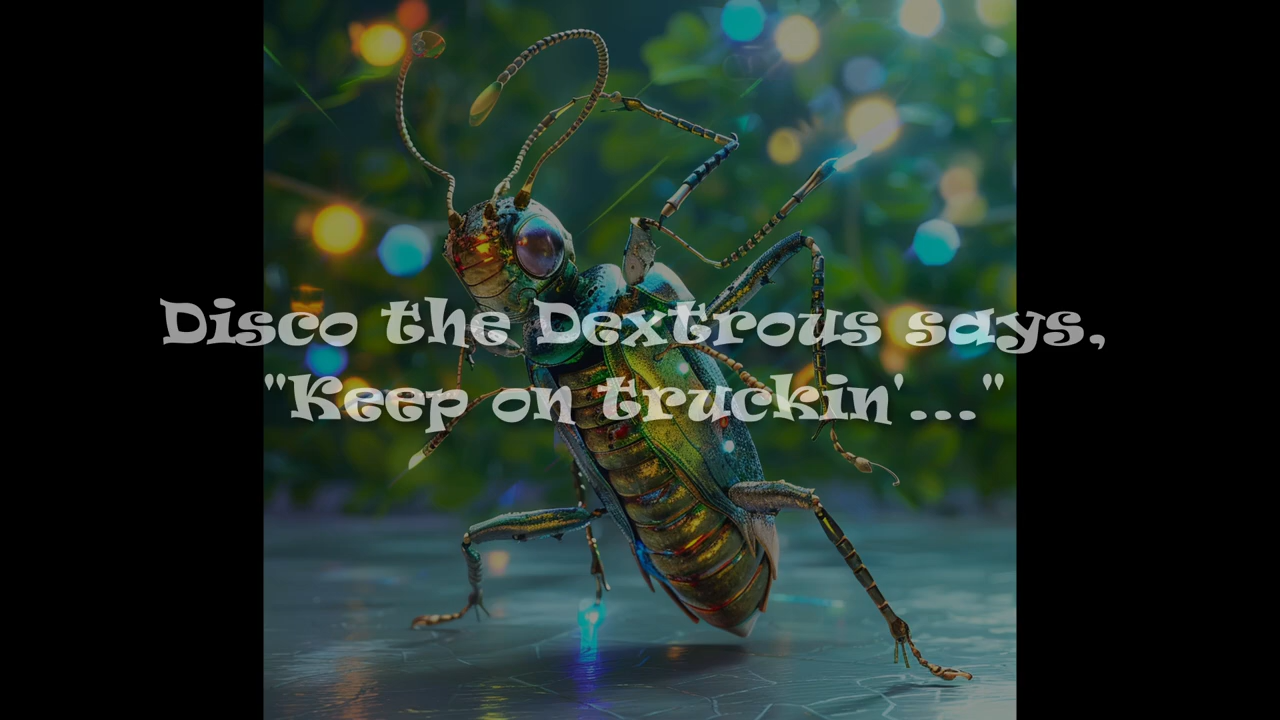 Disco the Dextrous says,
"Keep on truckin'..."